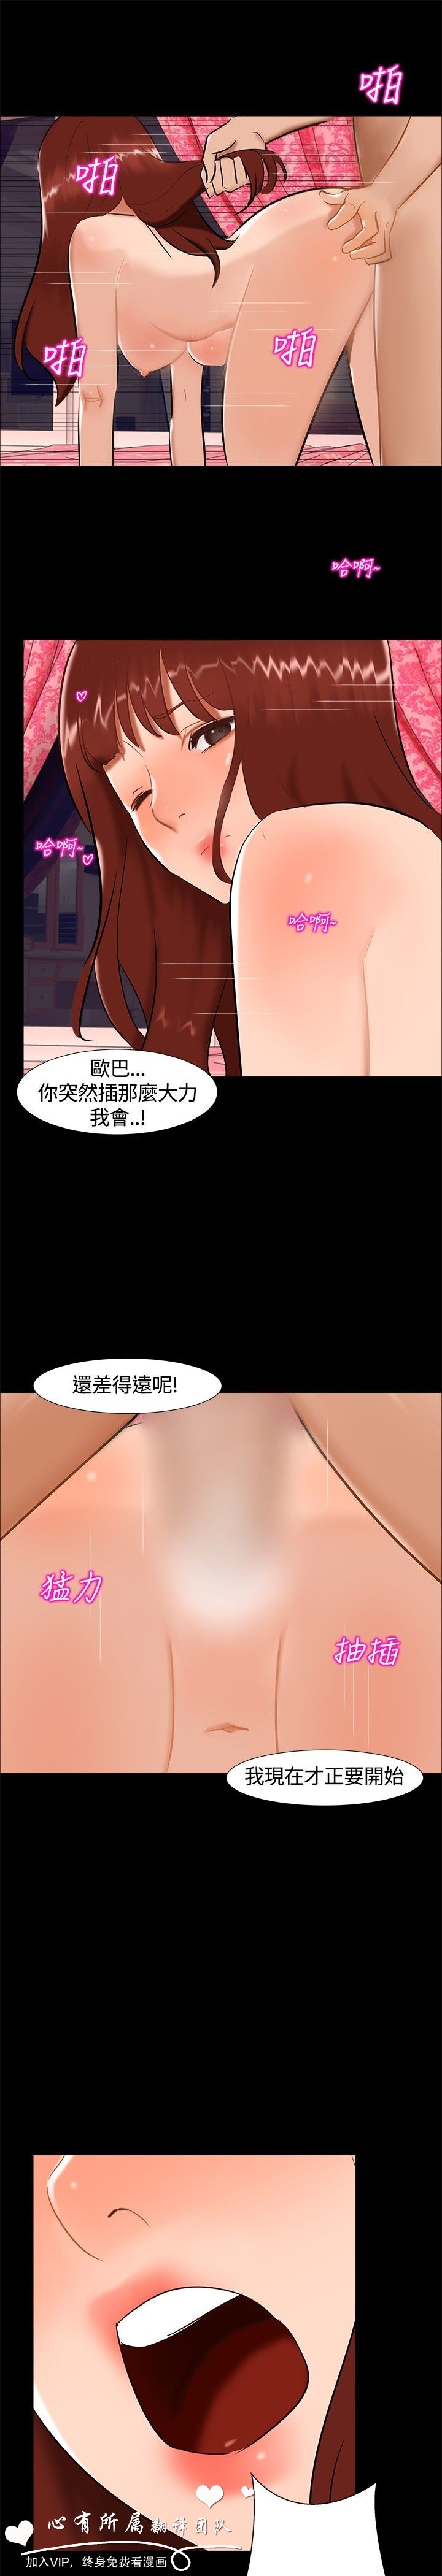 啪
啪
啪
啪
哈啊~
哈啊~
哈啊~
歐巴...
你突然插那麼大力
我會..!
還差得遠呢!
猛力
抽插
我現在才正要開始
心有所属翻译团队
加入VIP，终身免费看漫画